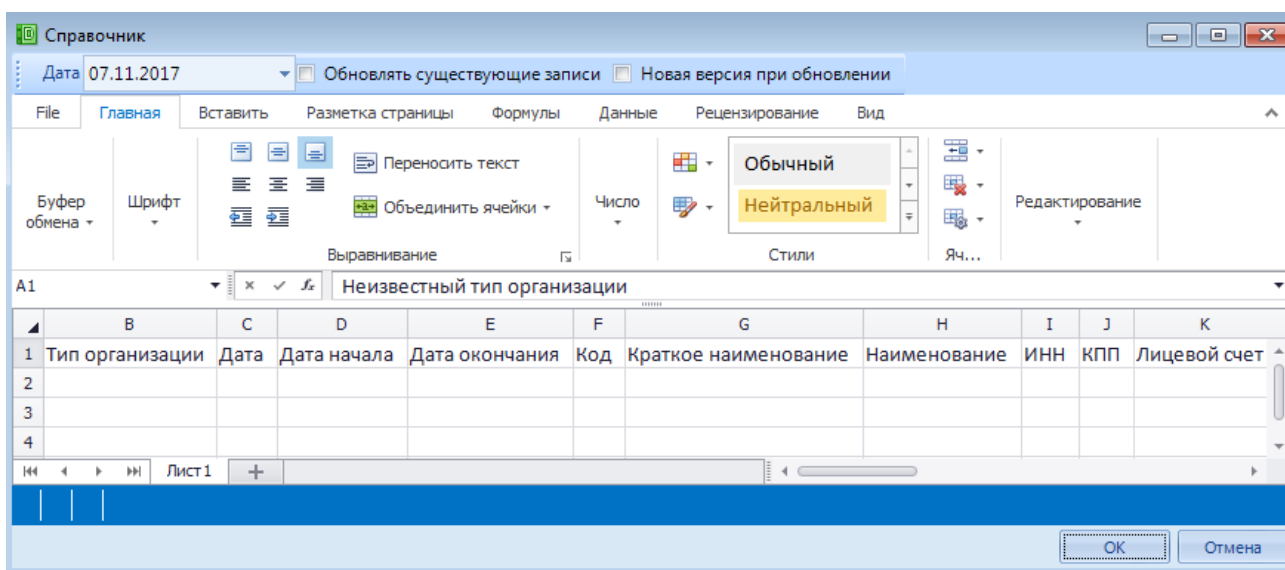 Справочник
Дата 07.11.2017 Обновлять существующие записи Новая версия при обновлении
File Главная Вставить Разметка страницы Формулы Данные Рецензирование Вид
Буфер обмена Шрифт Переносить текст Объединить ячейки Число Обычный Нейтральный Редактирование
Выравнивание Стили Яч...
A1 fx Неизвестный тип организации
B C D E F G H I J K
1 Тип организации Дата Дата начала Дата окончания Код Краткое наименование Наименование ИНН КПП Лицевой счет
2
3
4
Лист1
ОК Отмена